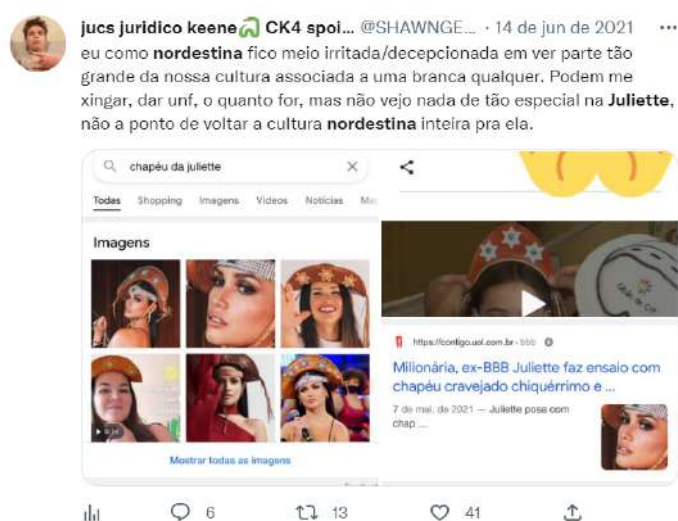 jucs juridico keene CK4 spoi... @SHAWNGE... · 14 de jun de 2021 ...
eu como nordestina fico meio irritada/decepcionada em ver parte tão
grande da nossa cultura associada a uma branca qualquer. Podem me
xingar, dar unf, o quanto for, mas não vejo nada de tão especial na Juliette,
não a ponto de voltar a cultura nordestina inteira pra ela.
chapéu da juliette
Todas Shopping Imagens Vídeos Notícias
Imagens
Mostrar todas as imagens
https://contigo.uol.com.br › bbb
Milionária, ex-BBB Juliette faz ensaio com
chapéu cravejado chiquérrimo e ...
7 de mai. de 2021 — Juliette posa com
chap ...
6 13 41